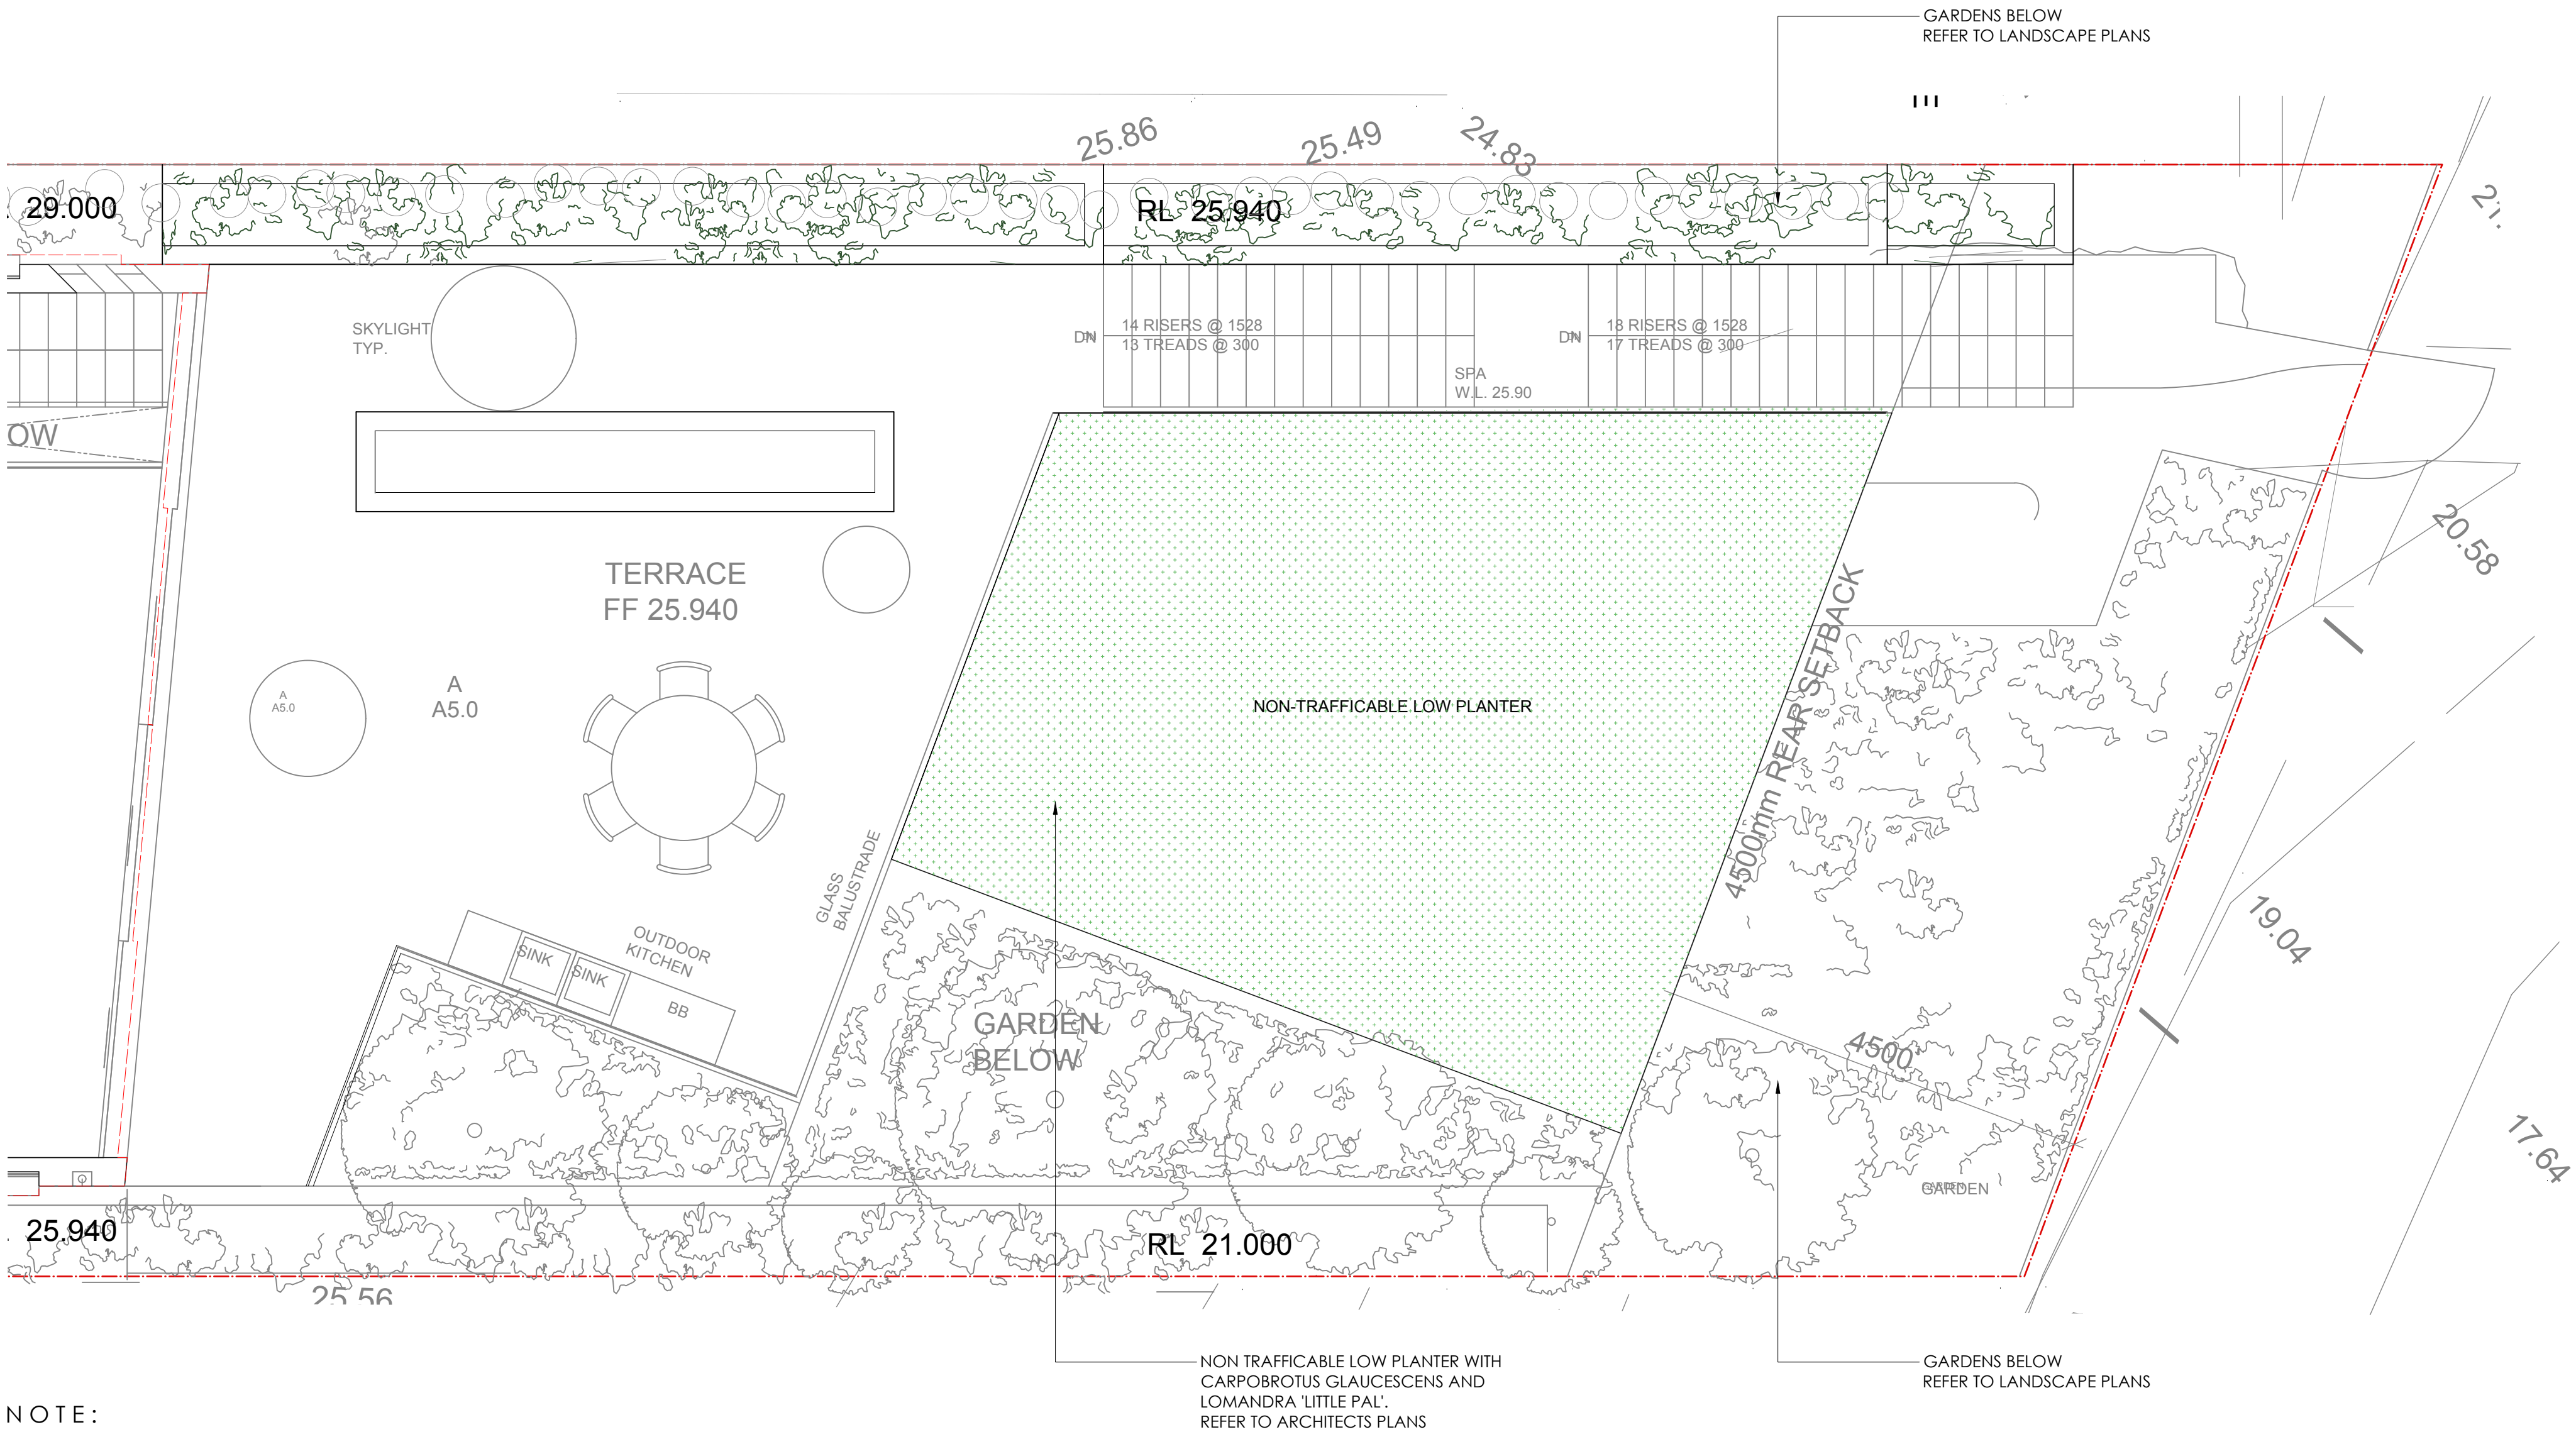 GARDENS BELOW
REFER TO LANDSCAPE PLANS
25.86
25.49
24.83
29.000
RL 25.940
SKYLIGHT
TYP.
DN
14 RISERS @ 1528
13 TREADS @ 300
DN
18 RISERS @ 1528
17 TREADS @ 300
SPA
W.L. 25.90
OW
20.58
TERRACE
FF 25.940
A
A5.0
A
A5.0
NON-TRAFFICABLE LOW PLANTER
4500mm REAR SETBACK
GLASS
BALUSTRADE
OUTDOOR
KITCHEN
SINK
SINK
BB
19.04
GARDEN
BELOW
4500
17.64
GARDEN
25.940
RL 21.000
25.56
NON TRAFFICABLE LOW PLANTER WITH
CARPOBROTUS GLAUCESCENS AND
LOMANDRA 'LITTLE PAL'.
REFER TO ARCHITECTS PLANS
GARDENS BELOW
REFER TO LANDSCAPE PLANS
NOTE: